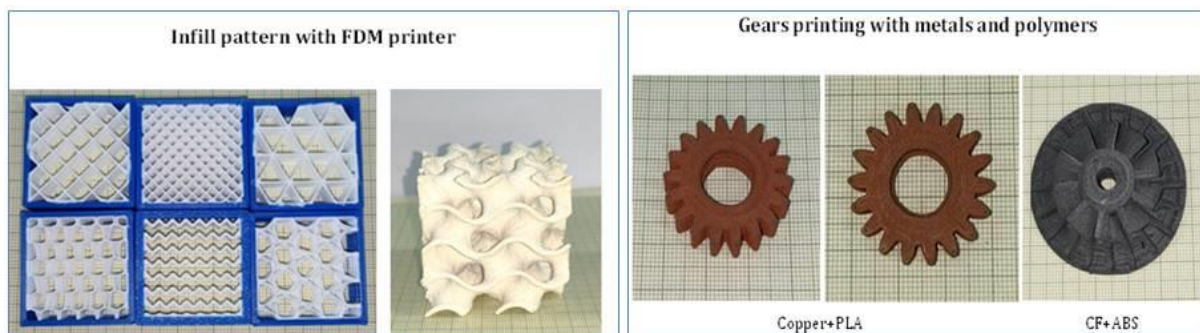 Infill pattern with FDM printer
Gears printing with metals and polymers
Copper+PLA
CF+ABS